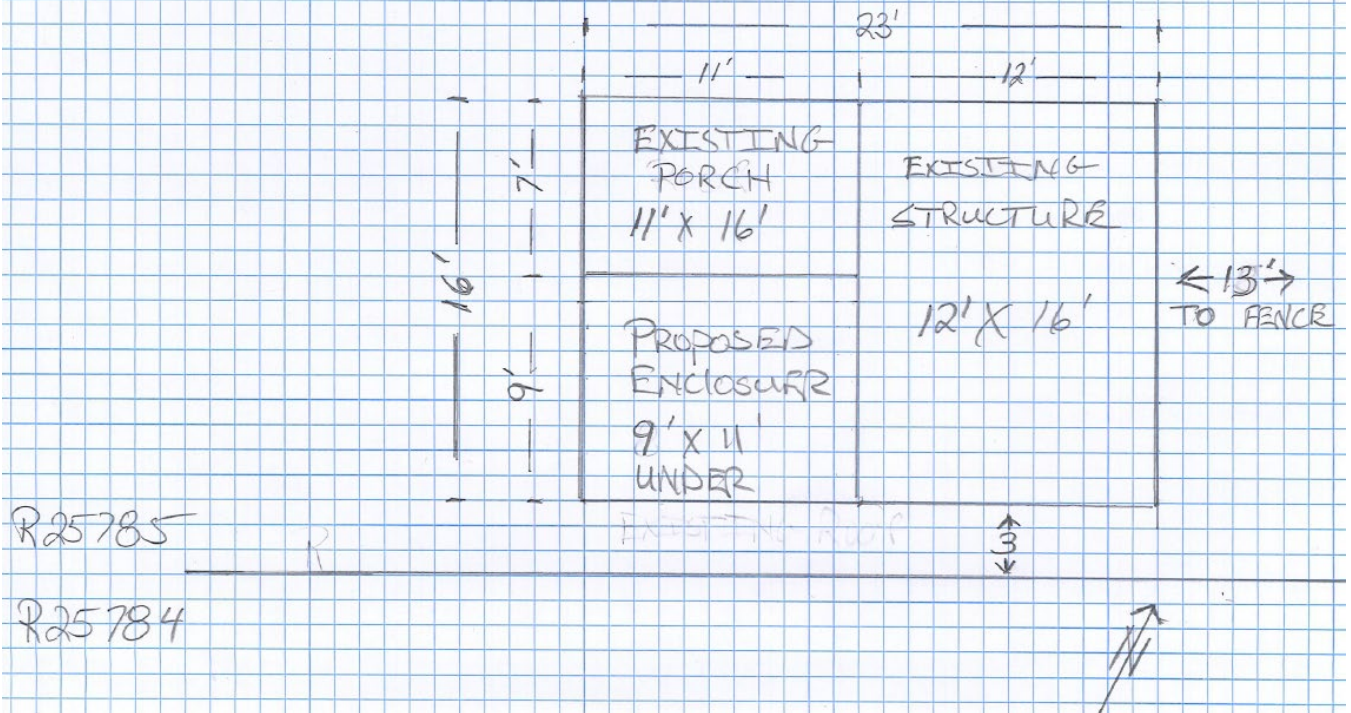 23'
11'
12'
16'
7'
9'
EXISTING
PORCH
11' X 16'
EXISTING
STRUCTURE
12' X 16'
PROPOSED
ENCLOSURE
9' X 11'
UNDER
EXISTING ROOF
← 13' →
TO FENCE
3
R25785
R
R25784
N